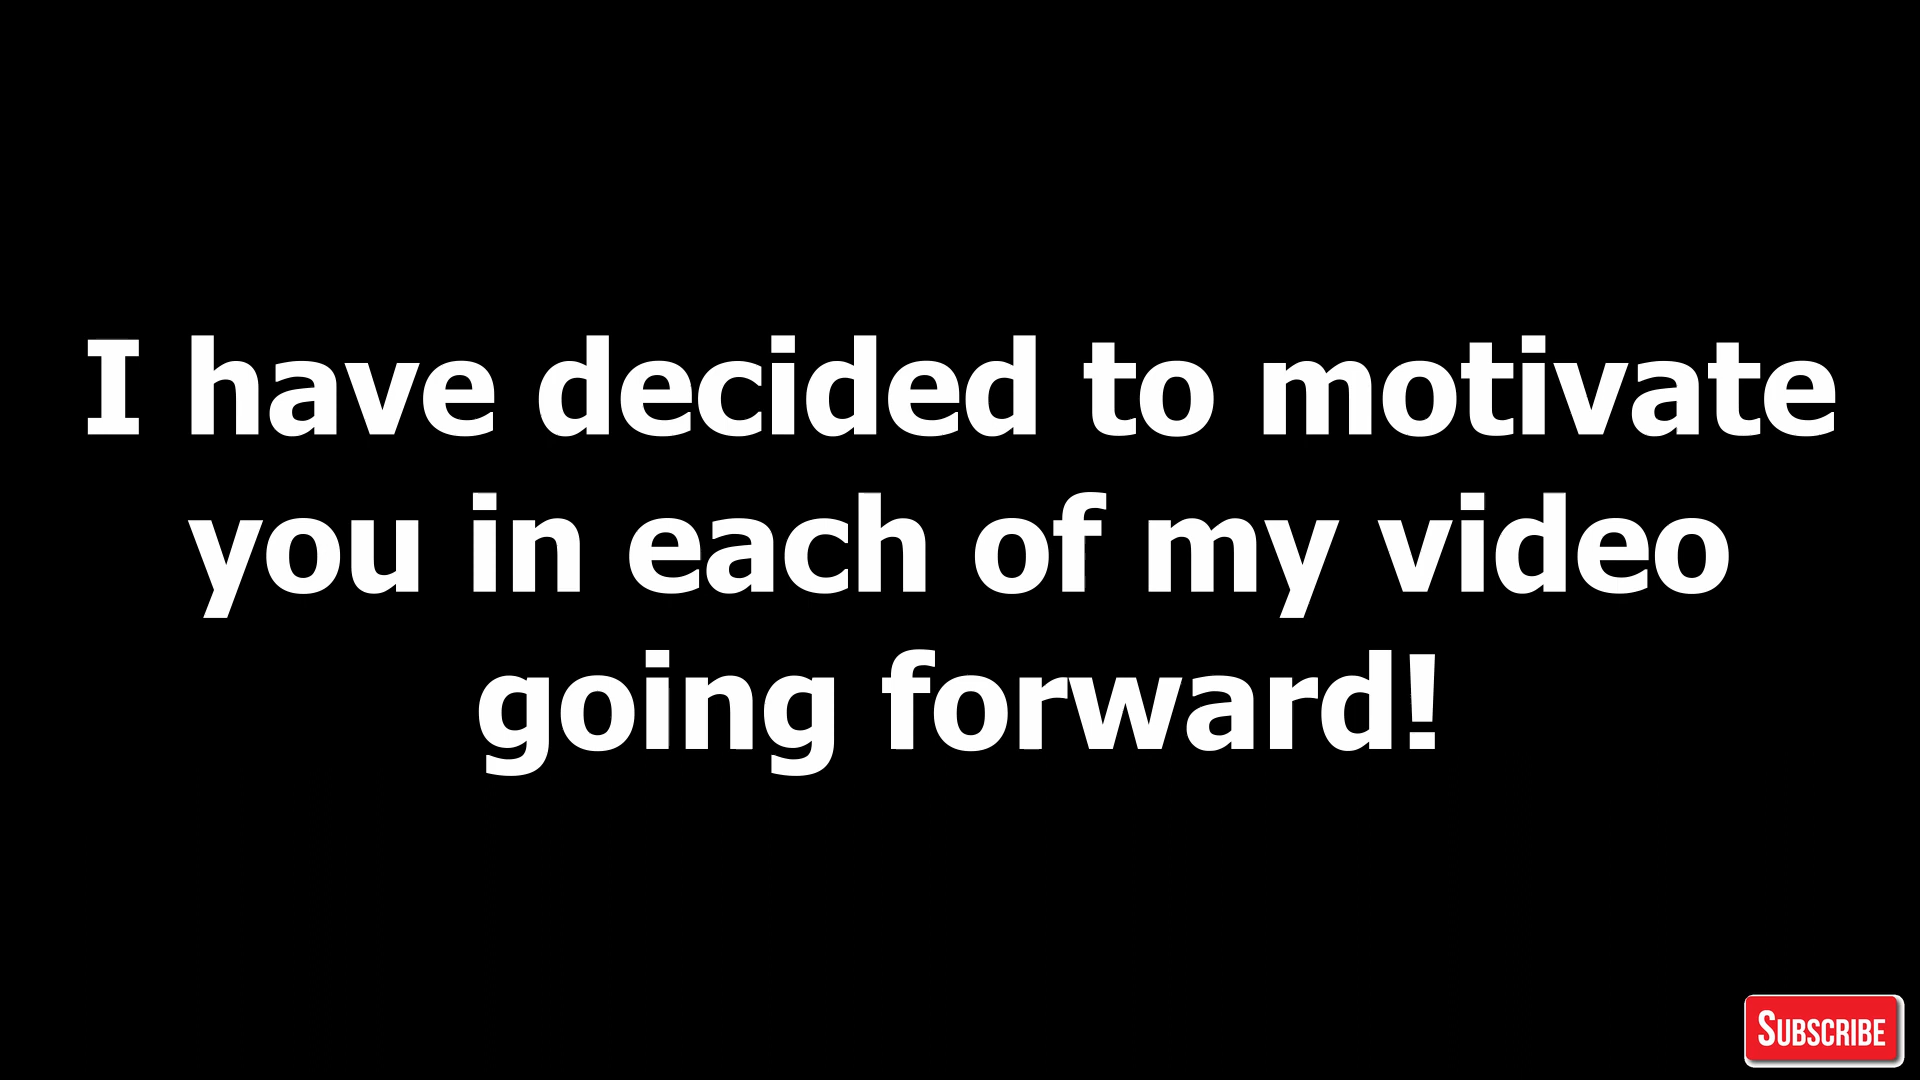 I have decided to motivate
you in each of my video
going forward!
SUBSCRIBE